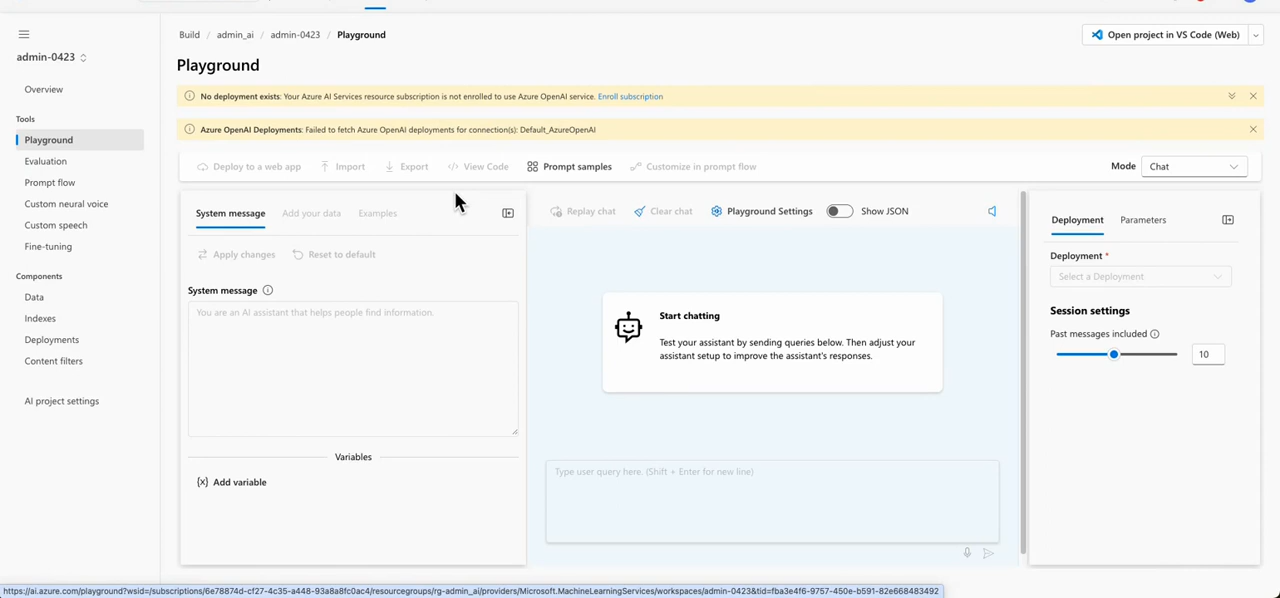 Build / admin_ai / admin-0423 / Playground
Open project in VS Code (Web)
admin-0423
Playground
Overview
Tools
Playground
Evaluation
Prompt flow
Custom neural voice
Custom speech
Fine-tuning
Components
Data
Indexes
Deployments
Content filters
AI project settings
No deployment exists: Your Azure AI Services resource subscription is not enrolled to use Azure OpenAI service. Enroll subscription
Azure OpenAI Deployments: Failed to fetch Azure OpenAI deployments for connection(s): Default_AzureOpenAI
Deploy to a web app Import Export View Code Prompt samples Customize in prompt flow Mode Chat
System message Add your data Examples
Apply changes Reset to default
System message
You are an AI assistant that helps people find information.
Variables
{x} Add variable
Replay chat Clear chat Playground Settings Show JSON
Start chatting
Test your assistant by sending queries below. Then adjust your
assistant setup to improve the assistant's responses.
Type user query here. (Shift + Enter for new line)
Deployment Parameters
Deployment *
Select a Deployment
Session settings
Past messages included
10
https://ai.azure.com/playground?wsid=/subscriptions/6e78874d-cf27-4c35-a448-93a8a8fc0ac4/resourcegroups/rg-admin_ai/providers/Microsoft.MachineLearningServices/workspaces/admin-0423&tid=fba3e4f6-9757-450e-b591-82e668483492